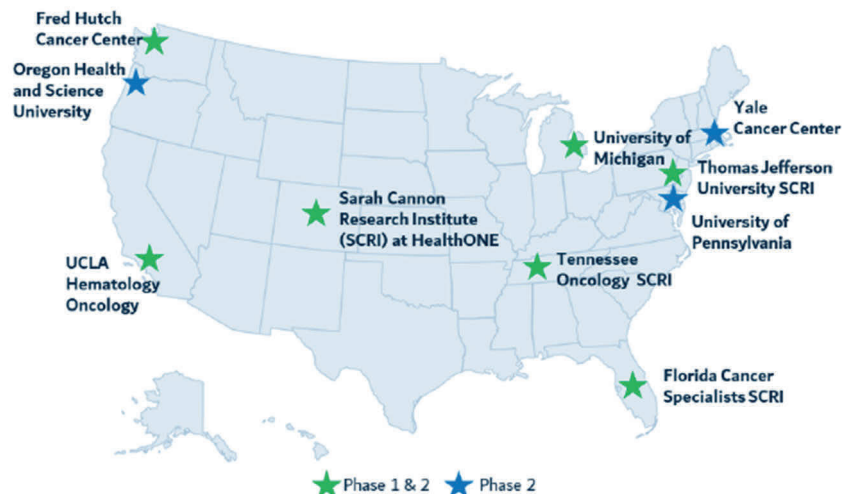 Fred Hutch
Cancer Center
Oregon Health
and Science
University
Yale
Cancer Center
University of
Michigan
Thomas Jefferson
University SCRI
Sarah Cannon
Research Institute
(SCRI) at HealthONE
University of
Pennsylvania
UCLA
Hematology
Oncology
Tennessee
Oncology SCRI
Florida Cancer
Specialists SCRI
Phase 1 & 2
Phase 2